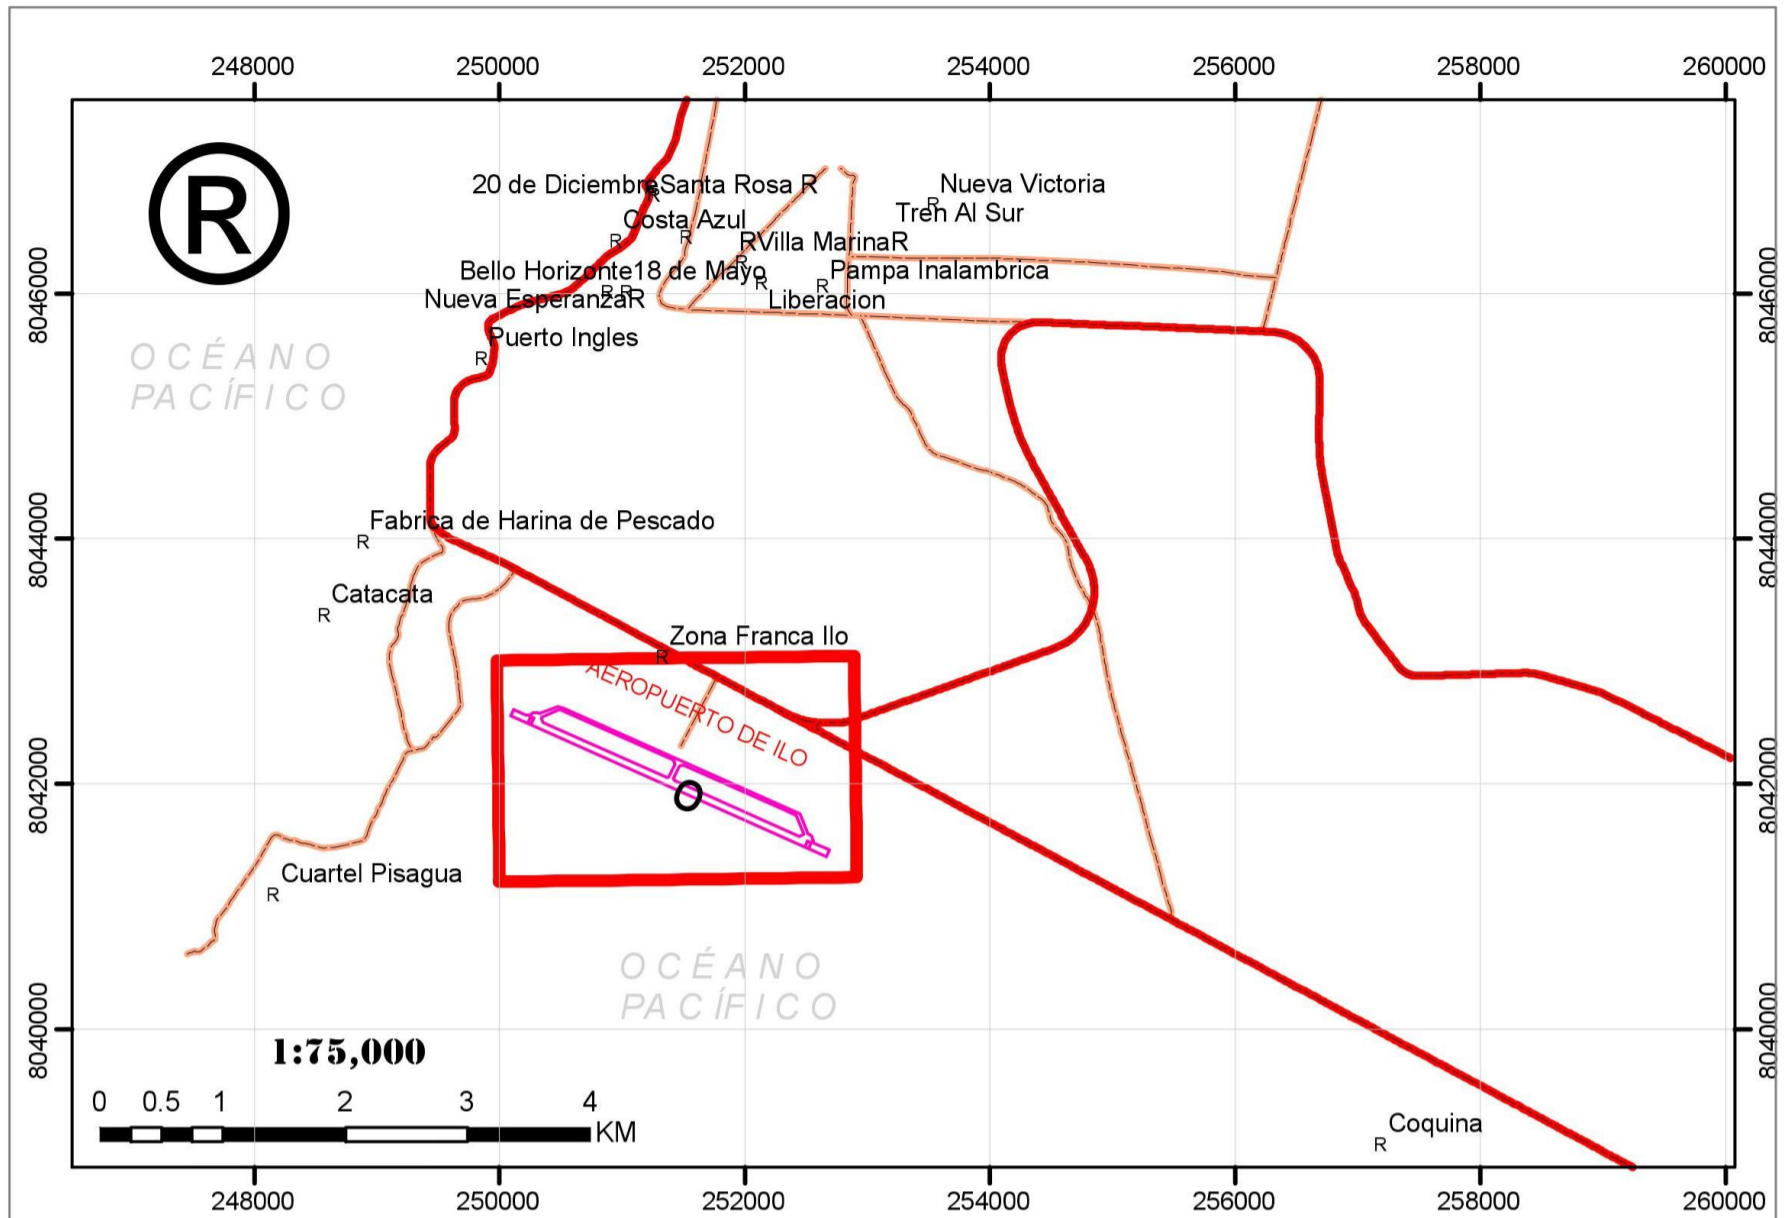 248000 250000 252000 254000 256000 258000 260000
®
20 de Diciembre Santa Rosa R
R
Nueva Victoria
R
Costa Azul
R R
Tren Al Sur
RVilla MarinaR
R
Bello Horizonte 18 de Mayo
Pampa Inalambrica
R R R R
Nueva EsperanzaR
Liberacion
8046000 8046000
Puerto Ingles
R
OCÉANO
PACÍFICO
Fabrica de Harina de Pescado
R
8044000 8044000
Catacata
R
Zona Franca Ilo
R
AEROPUERTO DE ILO
8042000 8042000
O
Cuartel Pisagua
R
OCÉANO
PACÍFICO
8040000 8040000
1:75,000
0 0.5 1 2 3 4
KM
Coquina
R
248000 250000 252000 254000 256000 258000 260000